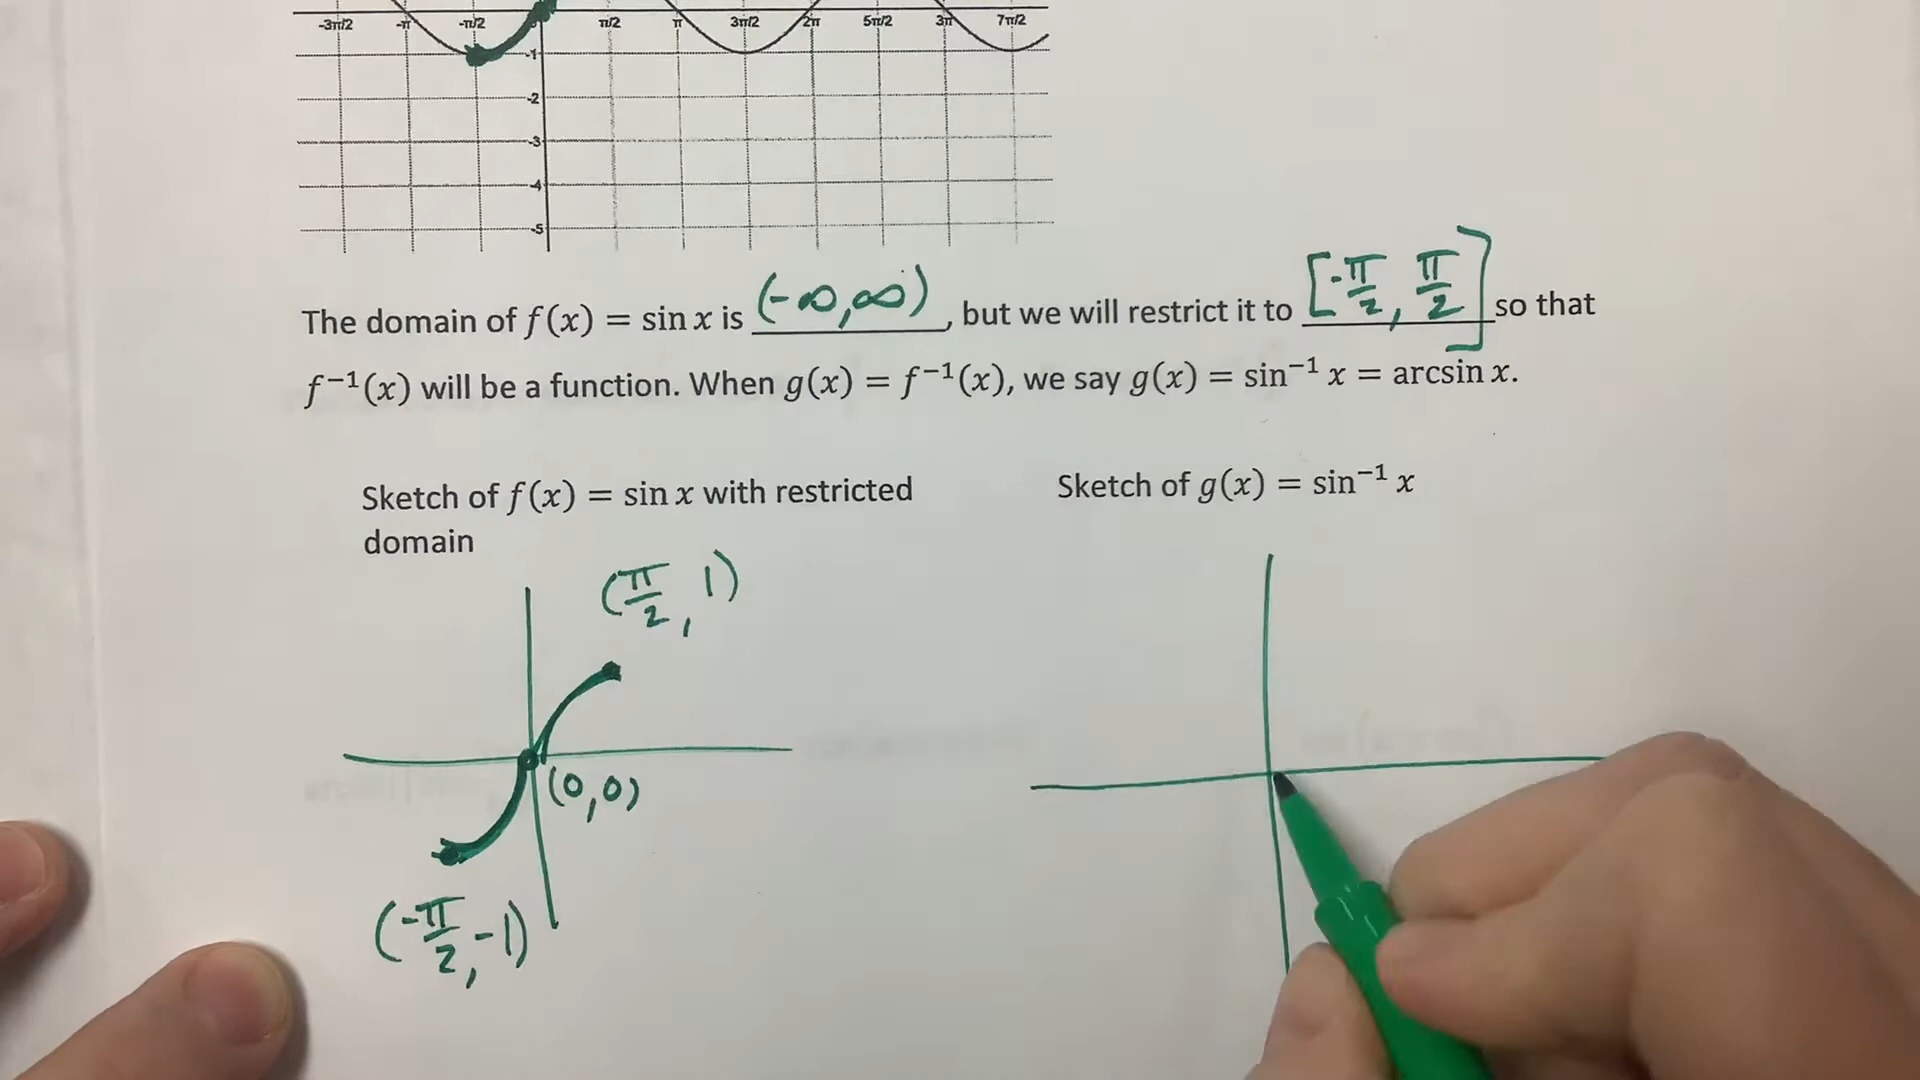 -3π/2 -π -π/2 π/2 π 3π/2 2π 5π/2 3π 7π/2
-1
-2
-3
-4
-5
The domain of f(x) = sin x is (-∞,∞), but we will restrict it to [-π/2, π/2] so that
f⁻¹(x) will be a function. When g(x) = f⁻¹(x), we say g(x) = sin⁻¹ x = arcsin x.
Sketch of f(x) = sin x with restricted
domain
(π/2, 1)
(0,0)
(-π/2, -1)
Sketch of g(x) = sin⁻¹ x